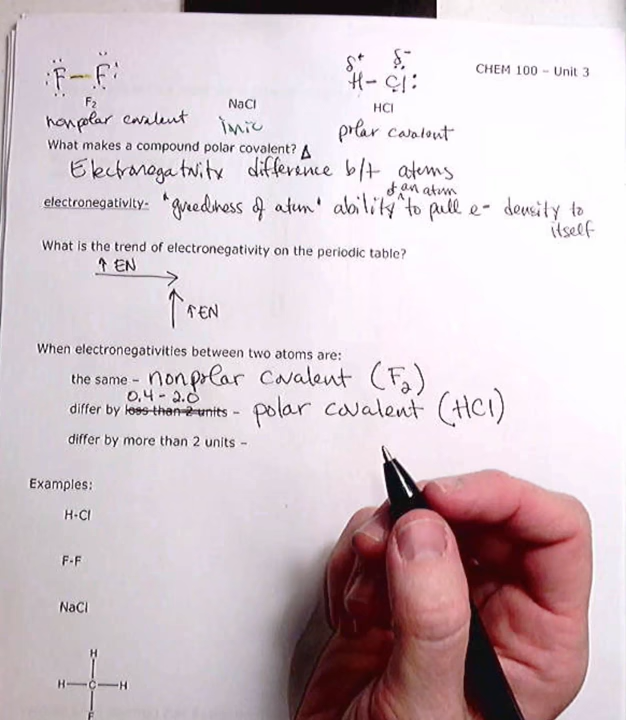 :F–F:
δ+ δ-
H–Cl:
CHEM 100 – Unit 3
F₂ NaCl HCl
nonpolar covalent ionic polar covalent
What makes a compound polar covalent? Δ
Electronegativity difference b/t atoms
of an atom
electronegativity- "greediness of atom" ability ^ to pull e- density to
itself
What is the trend of electronegativity on the periodic table?
↑ EN
↑EN
When electronegativities between two atoms are:
the same – nonpolar covalent (F₂)
0.4 - 2.0
differ by less than 2 units – polar covalent (HCl)
differ by more than 2 units –
Examples:
H-Cl
F-F
NaCl
H
H—C—H